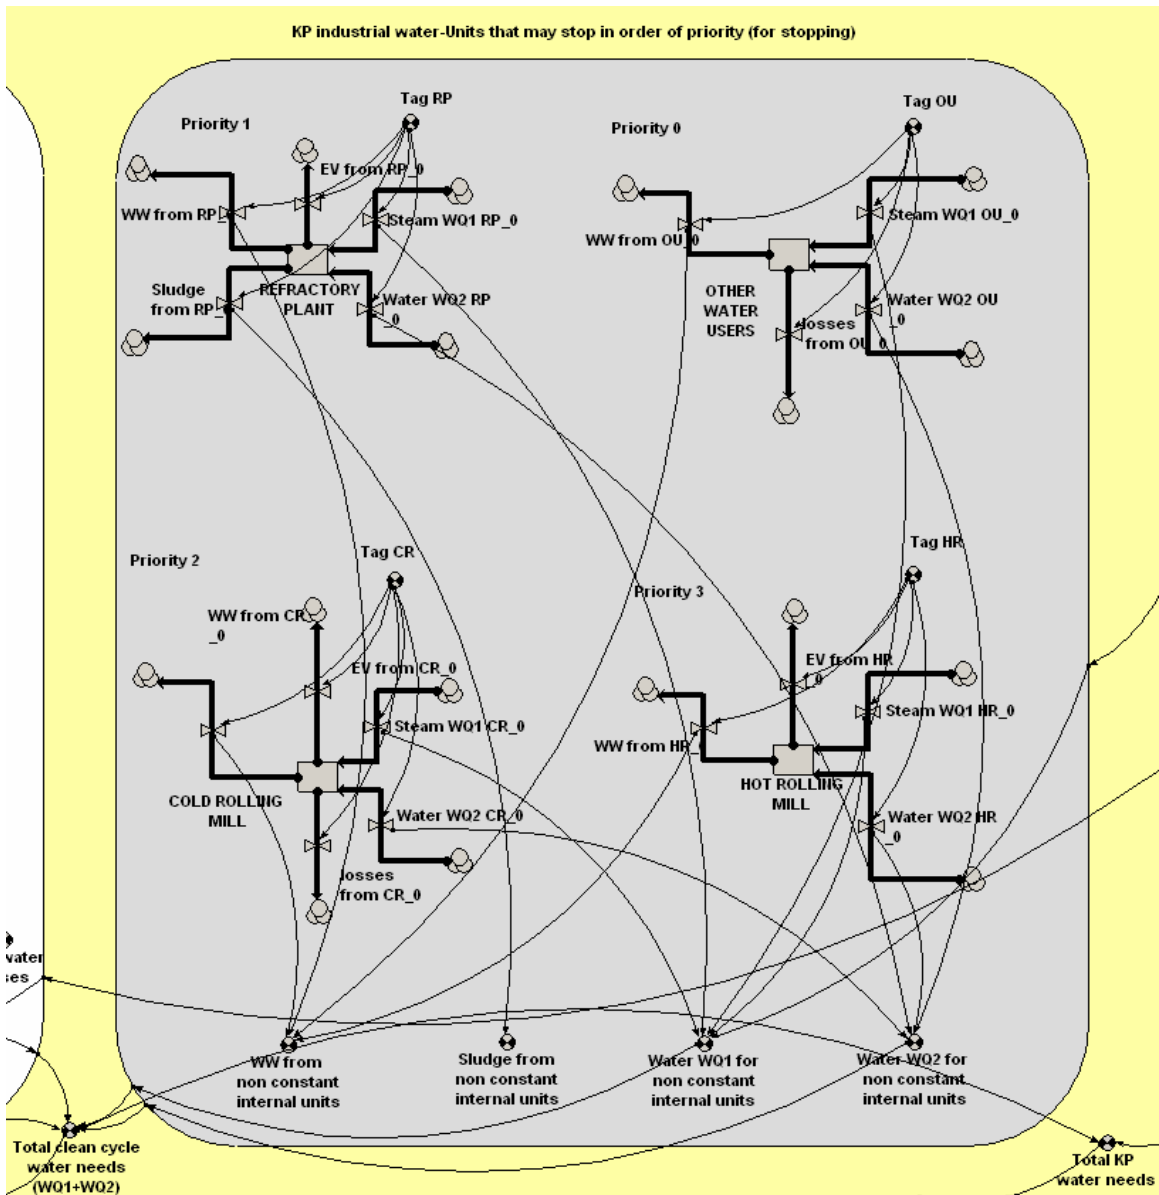 KP industrial water-Units that may stop in order of priority (for stopping)
Tag RP
Tag OU
Priority 1
Priority 0
EV from RP_0
WW from RP_
Steam WQ1 RP_0
Steam WQ1 OU_0
WW from OU_0
Sludge
from RP_
REFRACTORY
PLANT
Water WQ2 RP
_0
OTHER
WATER
USERS
Water WQ2 OU
_0
losses
from OU_0
Priority 2
Tag CR
Tag HR
Priority 3
WW from CR
_0
EV from CR_0
EV from HR
_0
Steam WQ1 CR_0
Steam WQ1 HR_0
WW from HR_0
COLD ROLLING
MILL
HOT ROLLING
MILL
Water WQ2 CR_0
Water WQ2 HR
_0
losses
from CR_0
water
ses
WW from
non constant
internal units
Sludge from
non constant
internal units
Water WQ1 for
non constant
internal units
Water WQ2 for
non constant
internal units
Total clean cycle
water needs
(WQ1+WQ2)
Total KP
water needs